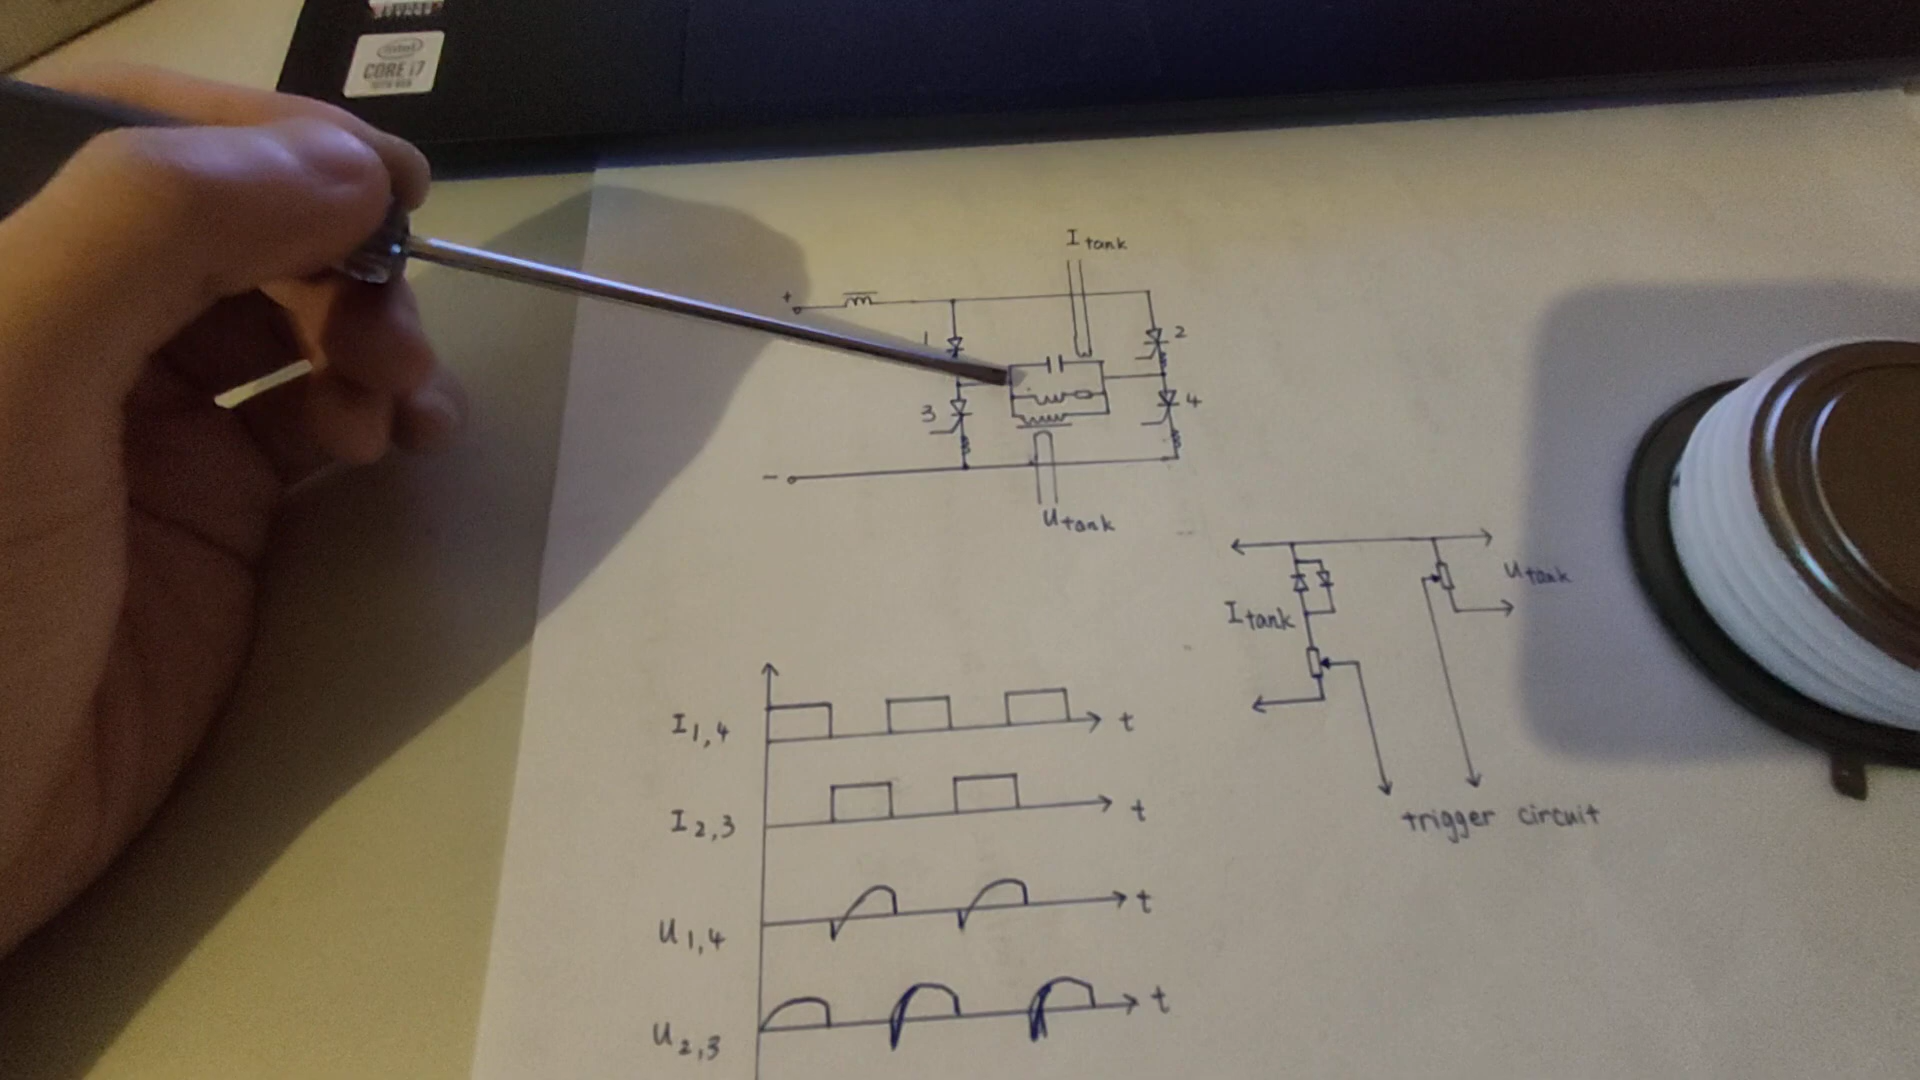 intel
CORE i7
I tank
+
1
2
3
4
-
U tank
I tank
U tank
trigger circuit
I 1,4
t
I 2,3
t
U 1,4
t
U 2,3
t